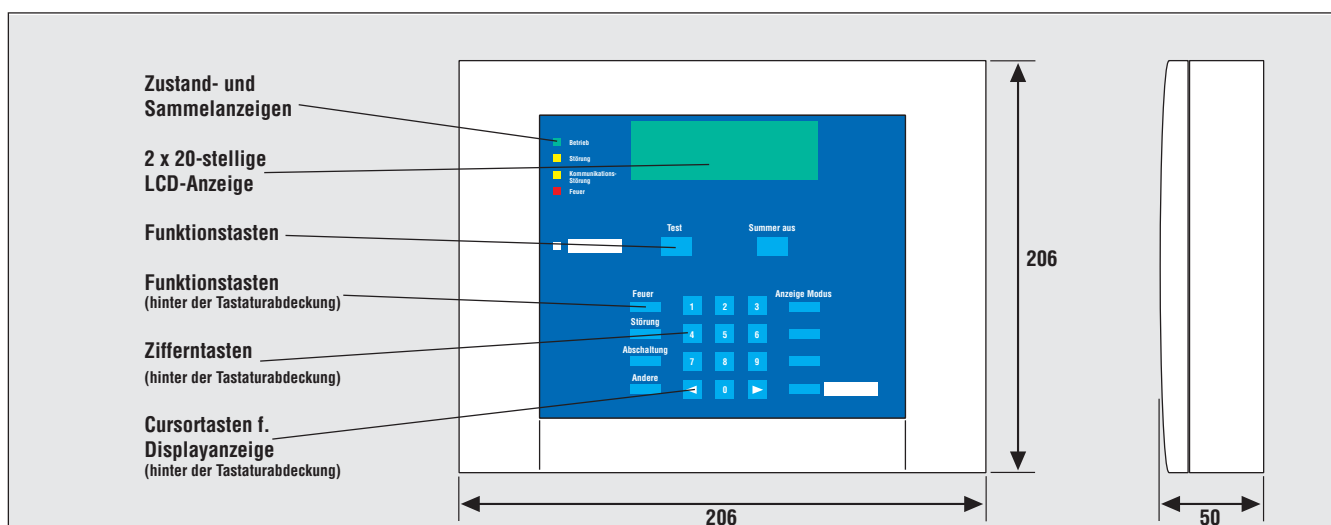 Zustand- und
Sammelanzeigen
2 x 20-stellige
LCD-Anzeige
Funktionstasten
Funktionstasten
(hinter der Tastaturabdeckung)
Zifferntasten
(hinter der Tastaturabdeckung)
Cursortasten f.
Displayanzeige
(hinter der Tastaturabdeckung)
Betrieb
Störung
Kommunikations-
Störung
Feuer
Test Summer aus
Feuer 1 2 3 Anzeige Modus
Störung 4 5 6
Abschaltung 7 8 9
Andere 0
206
206
50